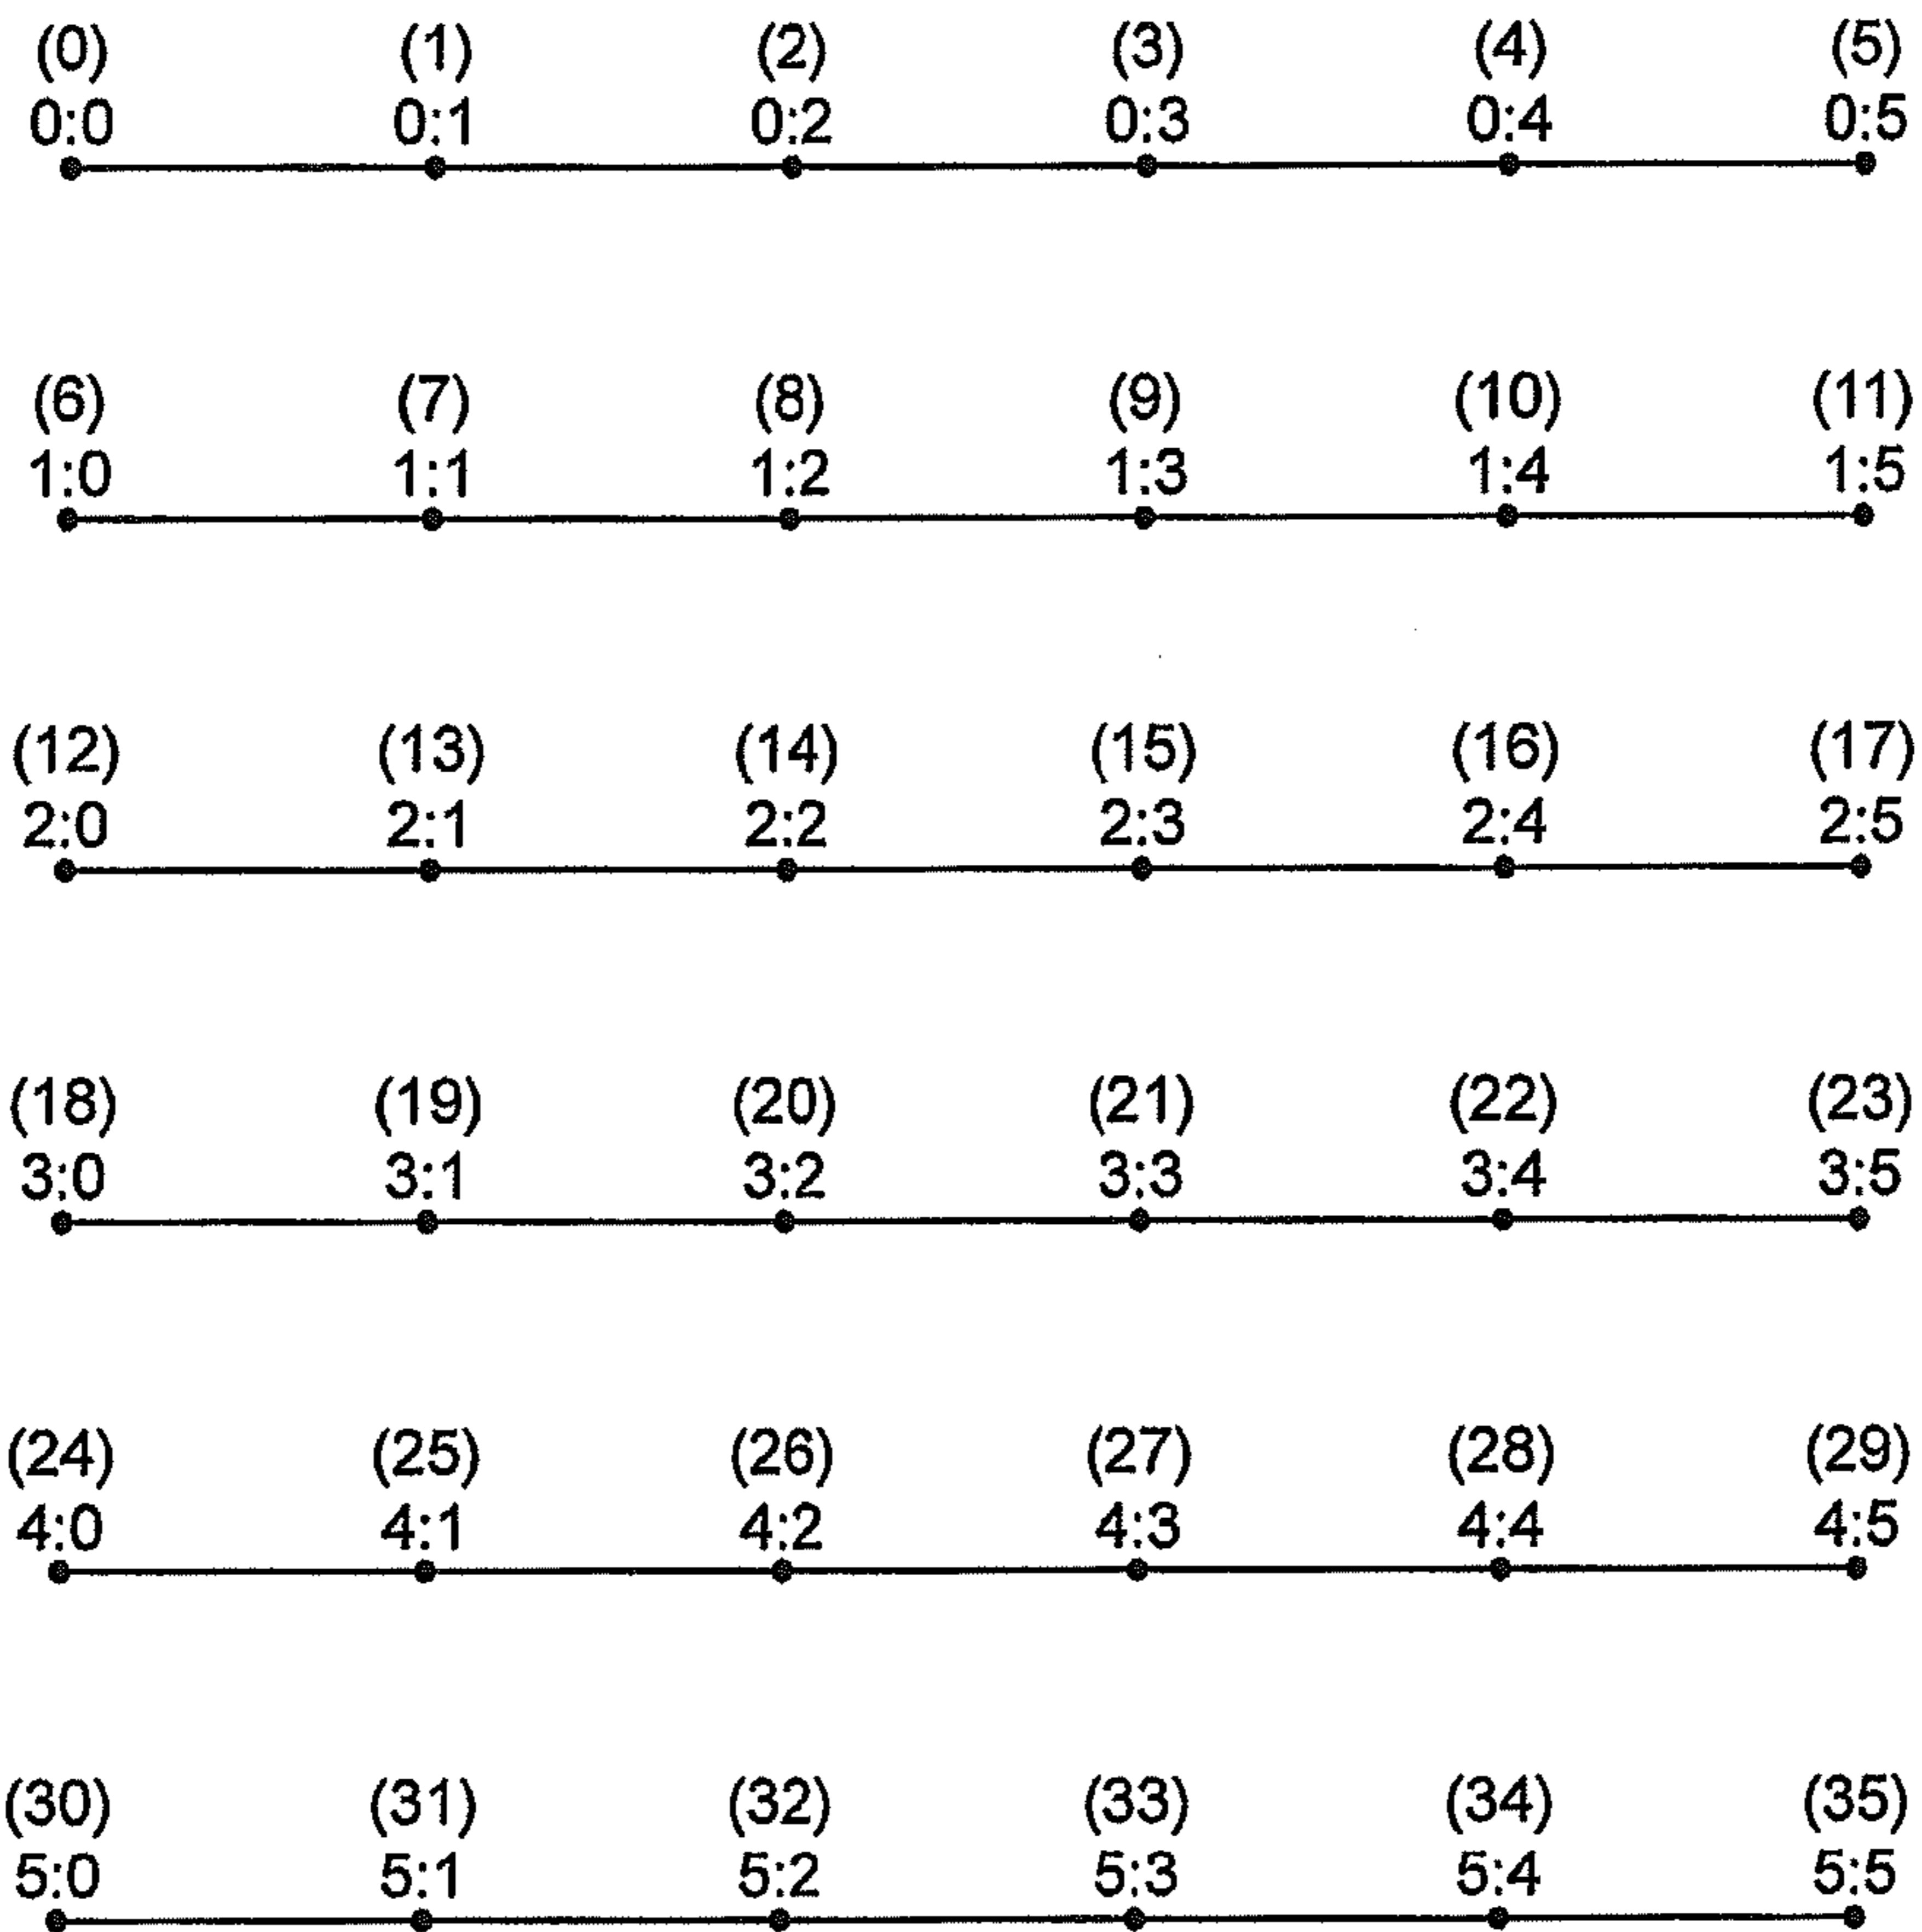 (0) (1) (2) (3) (4) (5)
0:0 0:1 0:2 0:3 0:4 0:5
(6) (7) (8) (9) (10) (11)
1:0 1:1 1:2 1:3 1:4 1:5
(12) (13) (14) (15) (16) (17)
2:0 2:1 2:2 2:3 2:4 2:5
(18) (19) (20) (21) (22) (23)
3:0 3:1 3:2 3:3 3:4 3:5
(24) (25) (26) (27) (28) (29)
4:0 4:1 4:2 4:3 4:4 4:5
(30) (31) (32) (33) (34) (35)
5:0 5:1 5:2 5:3 5:4 5:5